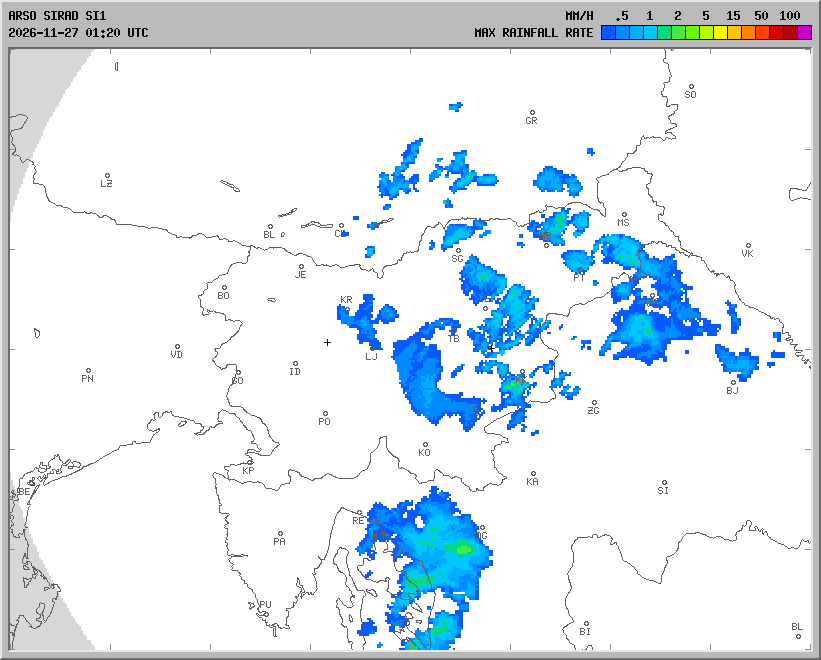 ARSO SIRAD SI1
2026-11-27 01:20 UTC
MM/H .5 1 2 5 15 50 100
MAX RAINFALL RATE
SO
GR
LZ
MS
BL
SG
VK
JE
PT
BO
KR
TB
LJ
VD
ID
PN
GO
BJ
ZG
PO
KO
KP
KA
BE
SI
RE
OG
PA
PU
BI
BL